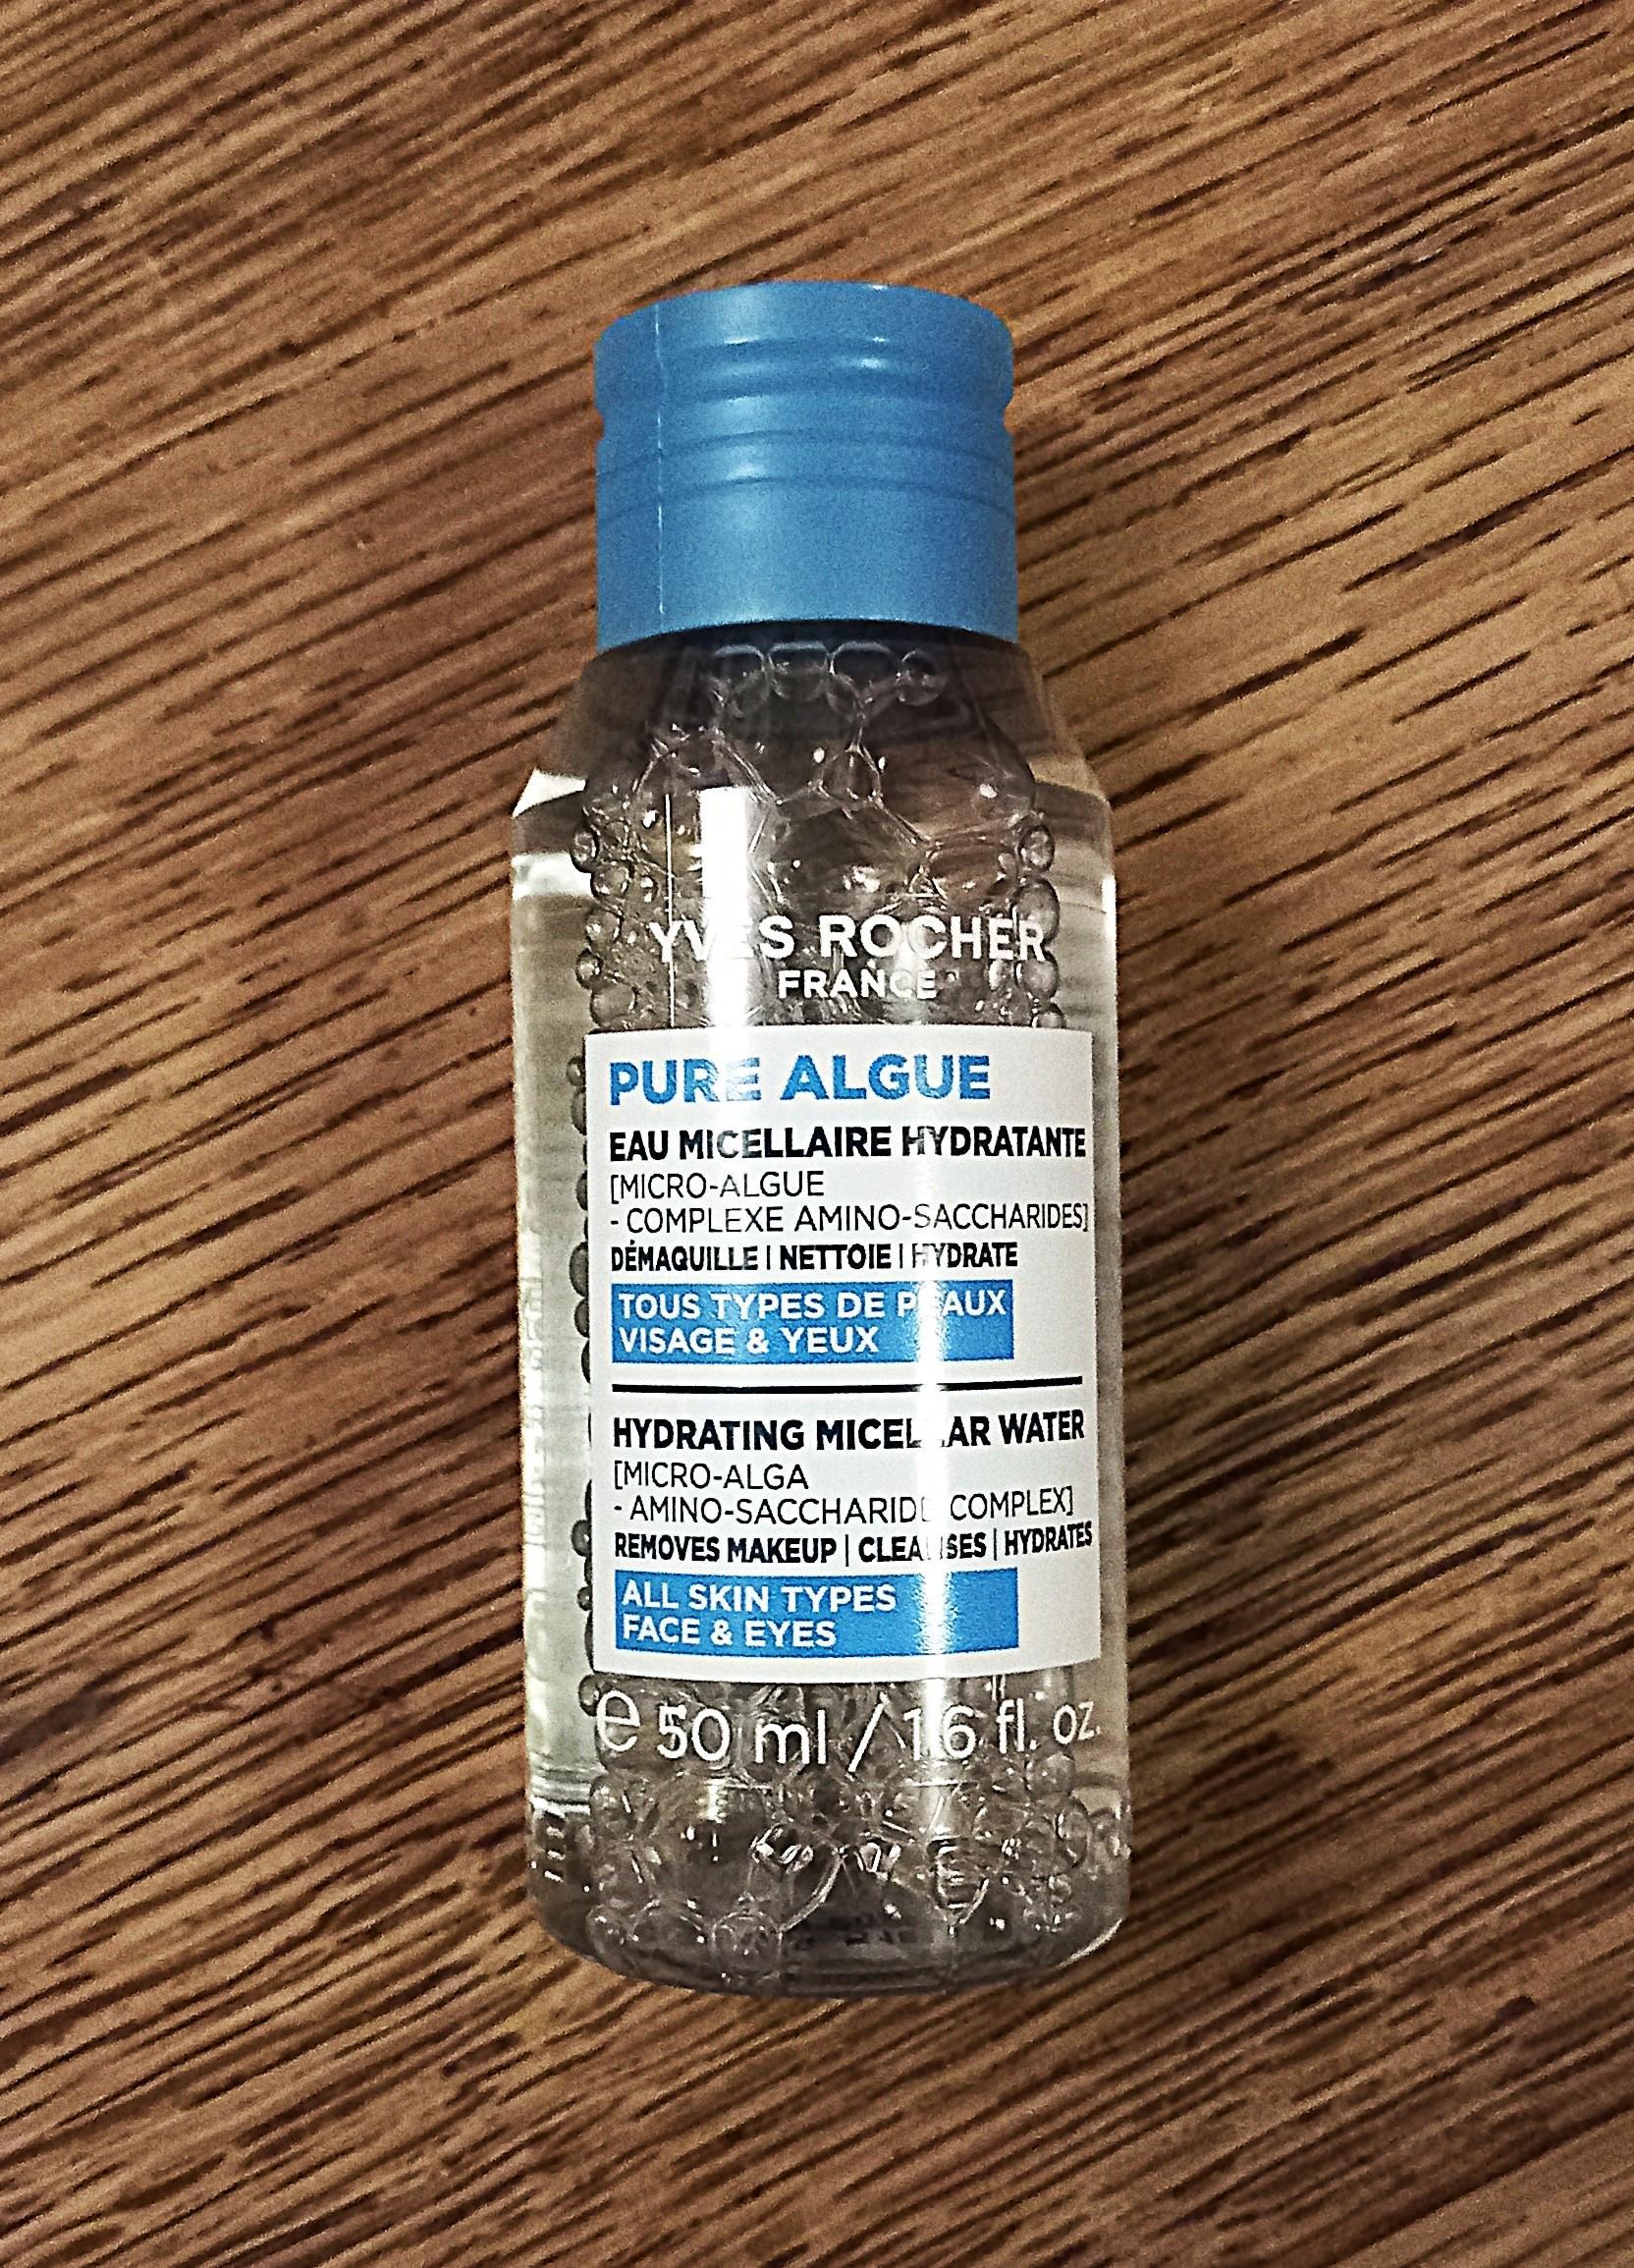 YVES ROCHER
FRANCE
PURE ALGUE
EAU MICELLAIRE HYDRATANTE
[MICRO-ALGUE
- COMPLEXE AMINO-SACCHARIDES]
DÉMAQUILLE | NETTOIE | HYDRATE
TOUS TYPES DE PEAUX
VISAGE & YEUX
HYDRATING MICELLAR WATER
[MICRO-ALGA
- AMINO-SACCHARIDE COMPLEX]
REMOVES MAKEUP | CLEANSES | HYDRATES
ALL SKIN TYPES
FACE & EYES
e 50 ml / 1.6 fl. oz.